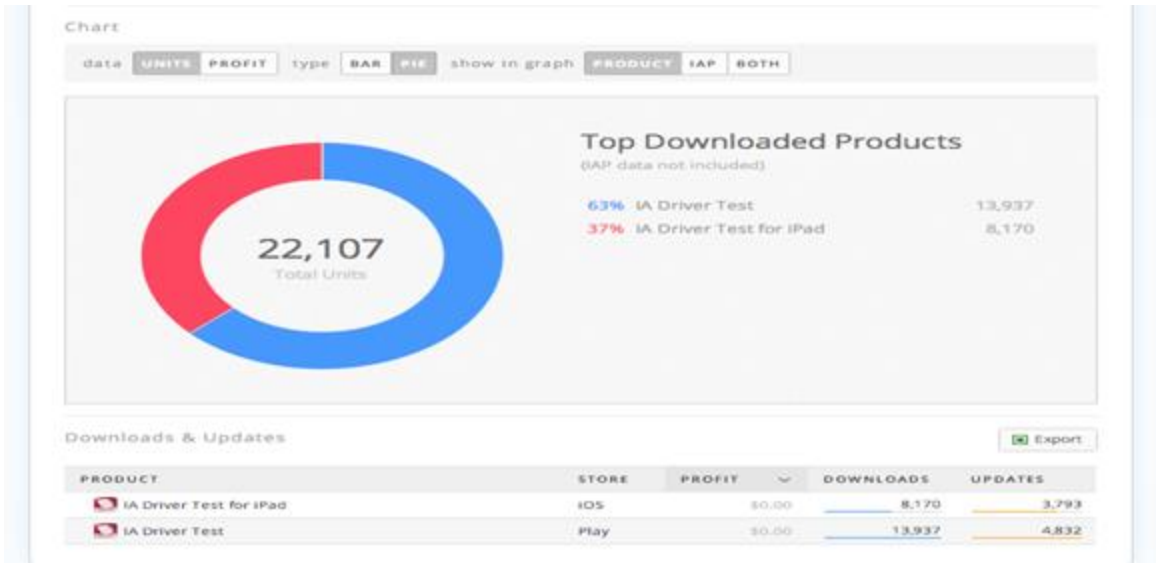 Chart
data UNITS PROFIT type BAR PIE show in graph PRODUCT IAP BOTH
Top Downloaded Products
(IAP data not included)
63% IA Driver Test 13,937
37% IA Driver Test for iPad 8,170
22,107
Total Units
Downloads & Updates Export
PRODUCT STORE PROFIT DOWNLOADS UPDATES
IA Driver Test for iPad iOS $0.00 8,170 3,793
IA Driver Test Play $0.00 13,937 4,832